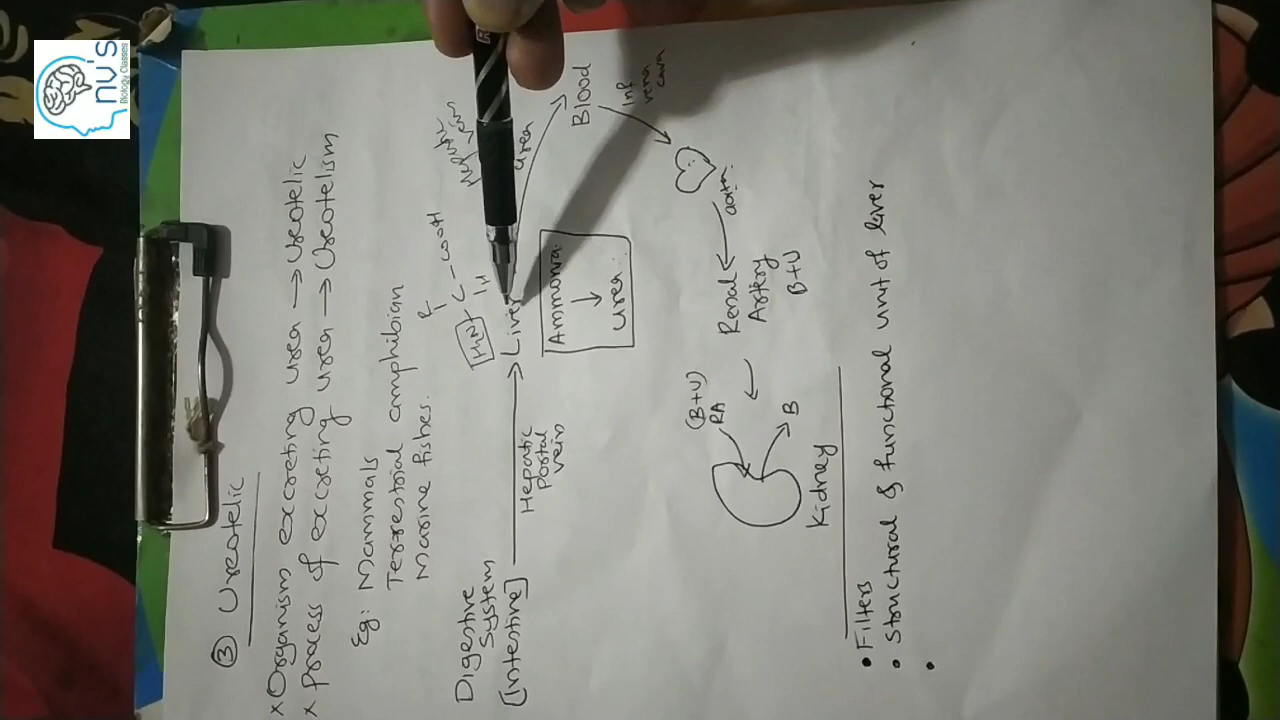 nv's
Biology Classes
③ Ureotelic
x Organism excreting urea → Ureotelic
x Process of excreting urea → Ureotelism
Eg: Mammals
Terrestrial amphibian
Marine fishes.
R
H₂N - C - COOH
H
Digestive
System
[Intestine]
Hepatic
Portal
vein
Liver
vein
urea
Blood
Inf
vena
cava
Ammonia
↓
urea
aorta
Renal
Artery
B+U
(B+U)
RA
B
Kidney
• Filters
• Structural & functional unit of liver
•